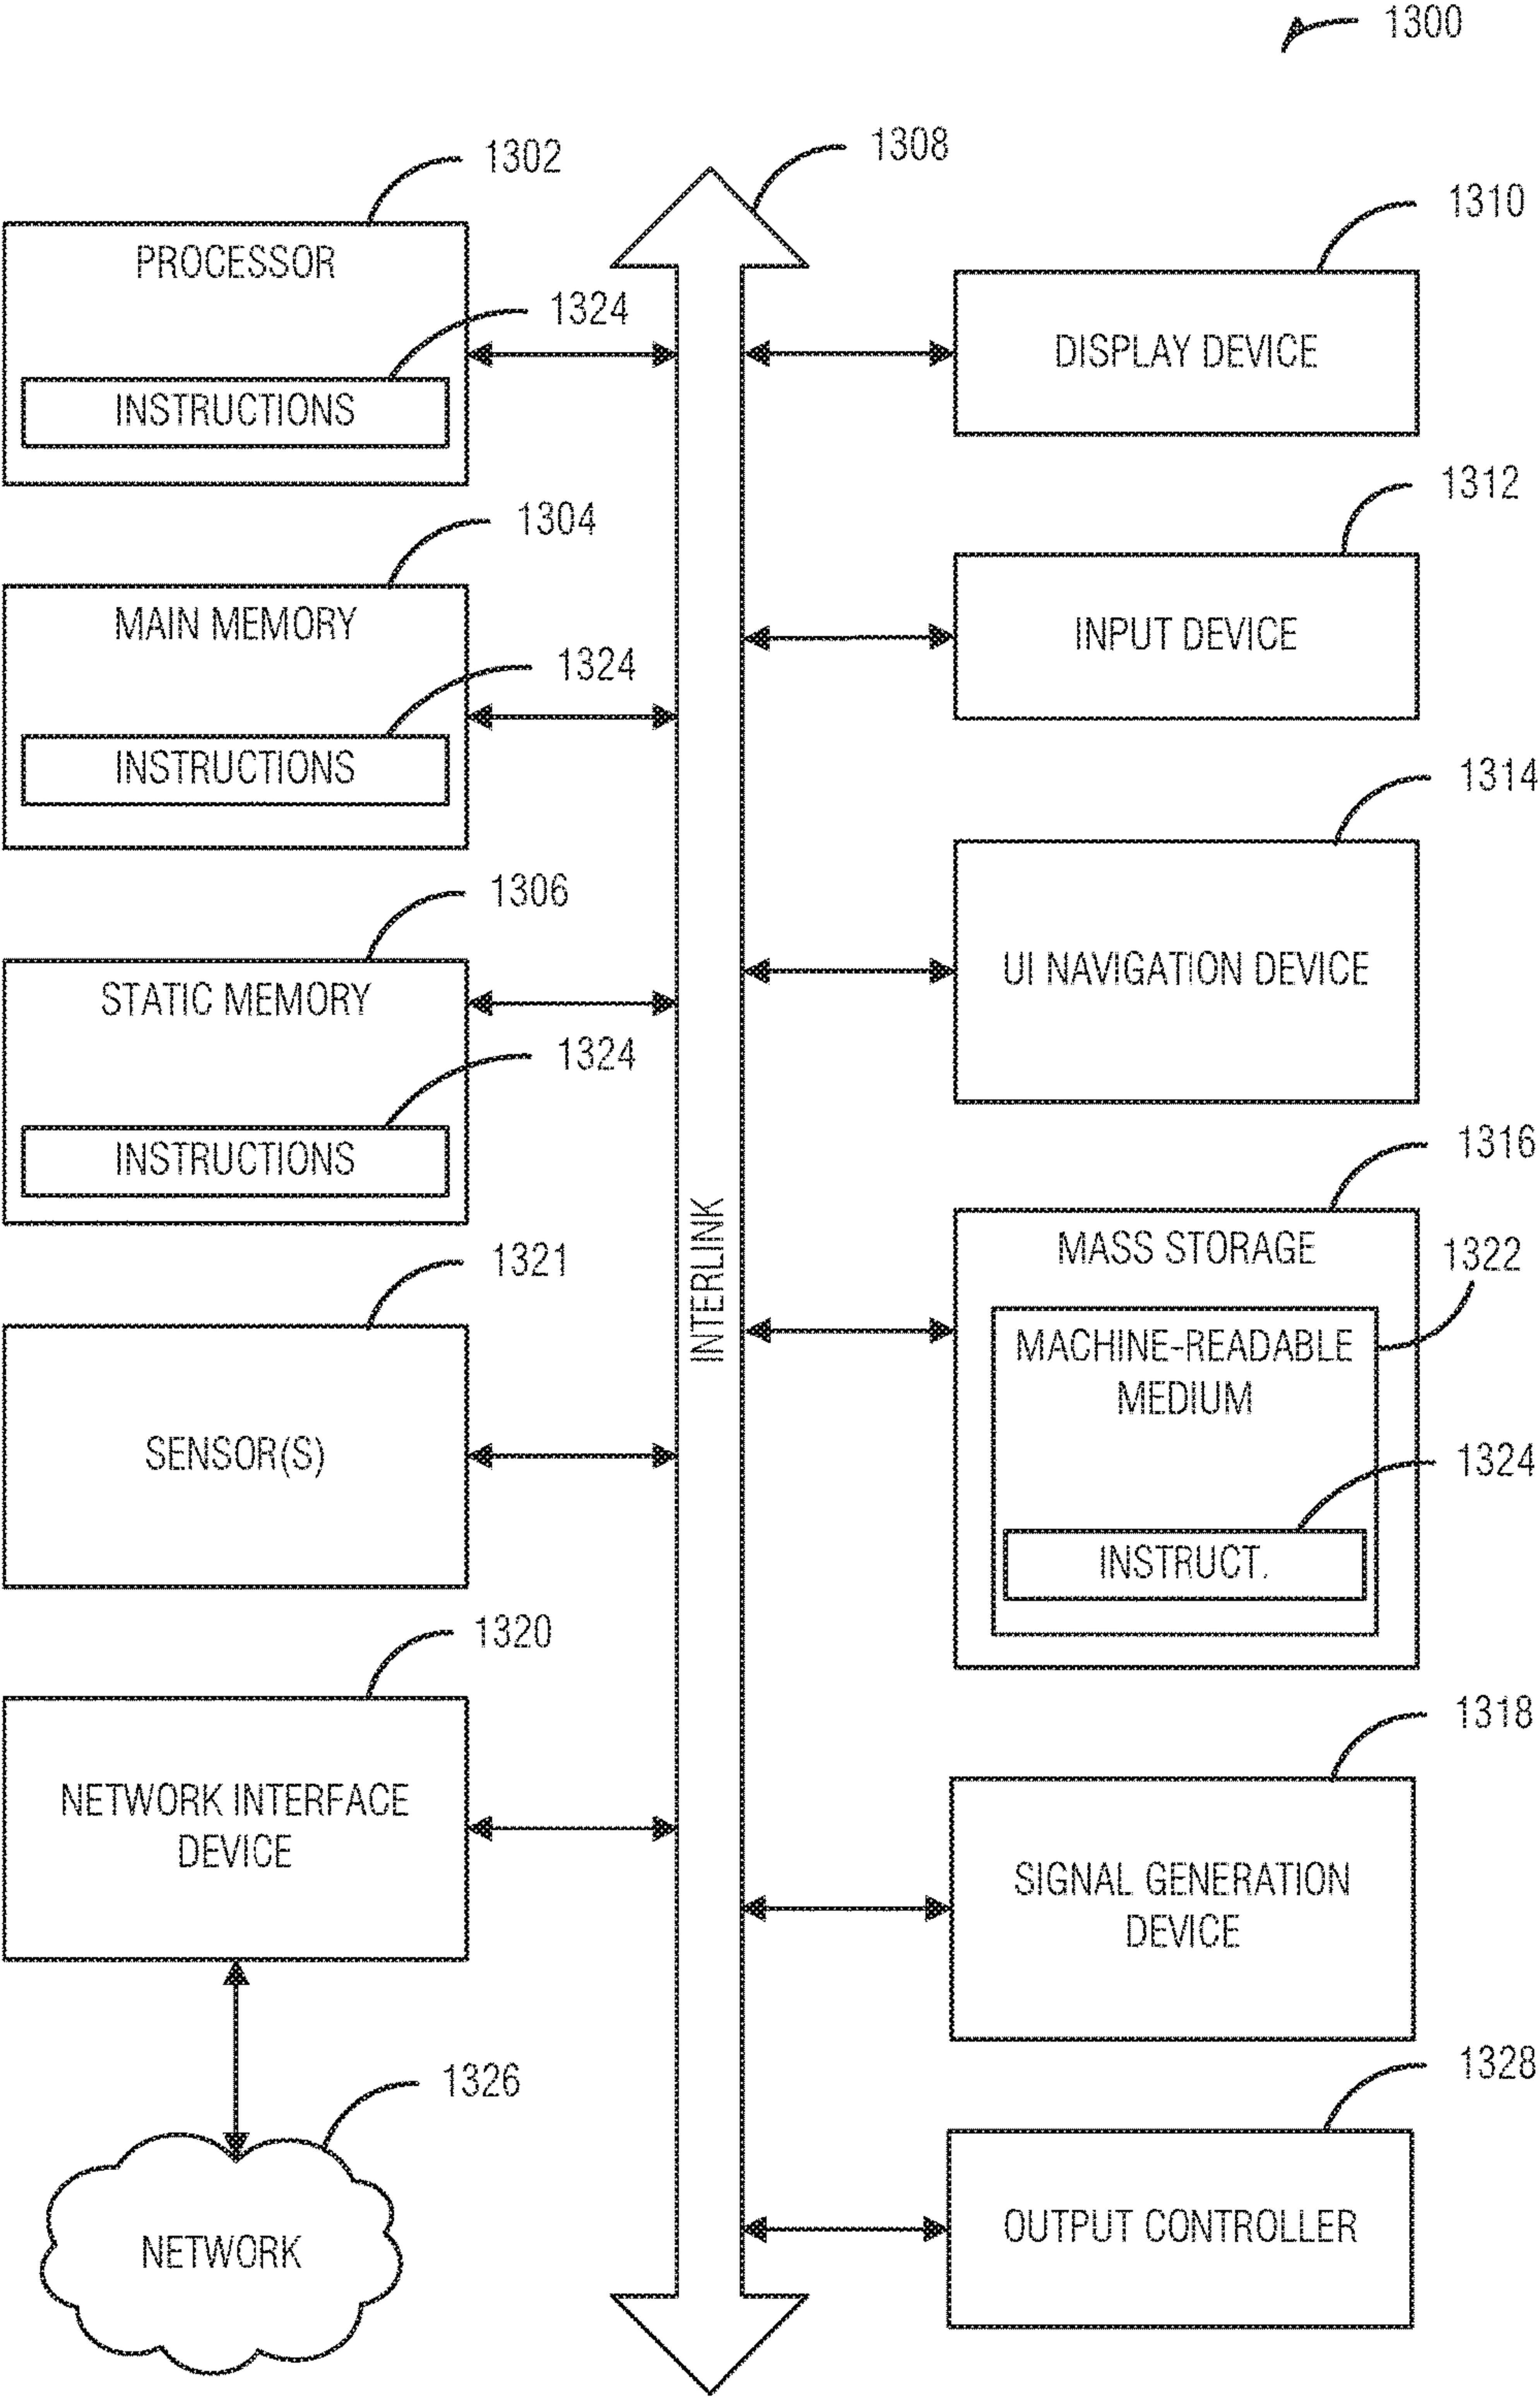 1300
1308
1302
PROCESSOR
1324
INSTRUCTIONS
1304
MAIN MEMORY
1324
INSTRUCTIONS
1306
STATIC MEMORY
1324
INSTRUCTIONS
1321
SENSOR(S)
1320
NETWORK INTERFACE
DEVICE
1326
NETWORK
INTERLINK
1310
DISPLAY DEVICE
1312
INPUT DEVICE
1314
UI NAVIGATION DEVICE
1316
MASS STORAGE
1322
MACHINE-READABLE
MEDIUM
1324
INSTRUCT.
1318
SIGNAL GENERATION
DEVICE
1328
OUTPUT CONTROLLER